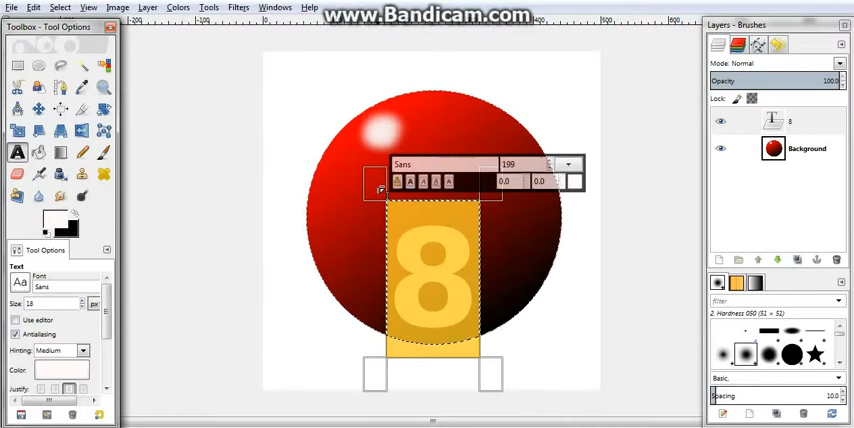 www.Bandicam.com
File Edit Select View Image Layer Colors Tools Filters Windows Help
Toolbox - Tool Options
Layers - Brushes
Mode: Normal
Opacity 100.0
Lock:
8
Background
Sans 199
0.0 0.0
8
Tool Options
Text
Font
Aa Sans
Size: 18 px
Use editor
Antialiasing
Hinting: Medium
Color:
Justify:
filter
2. Hardness 050 (51 × 51)
Basic.
Spacing 10.0